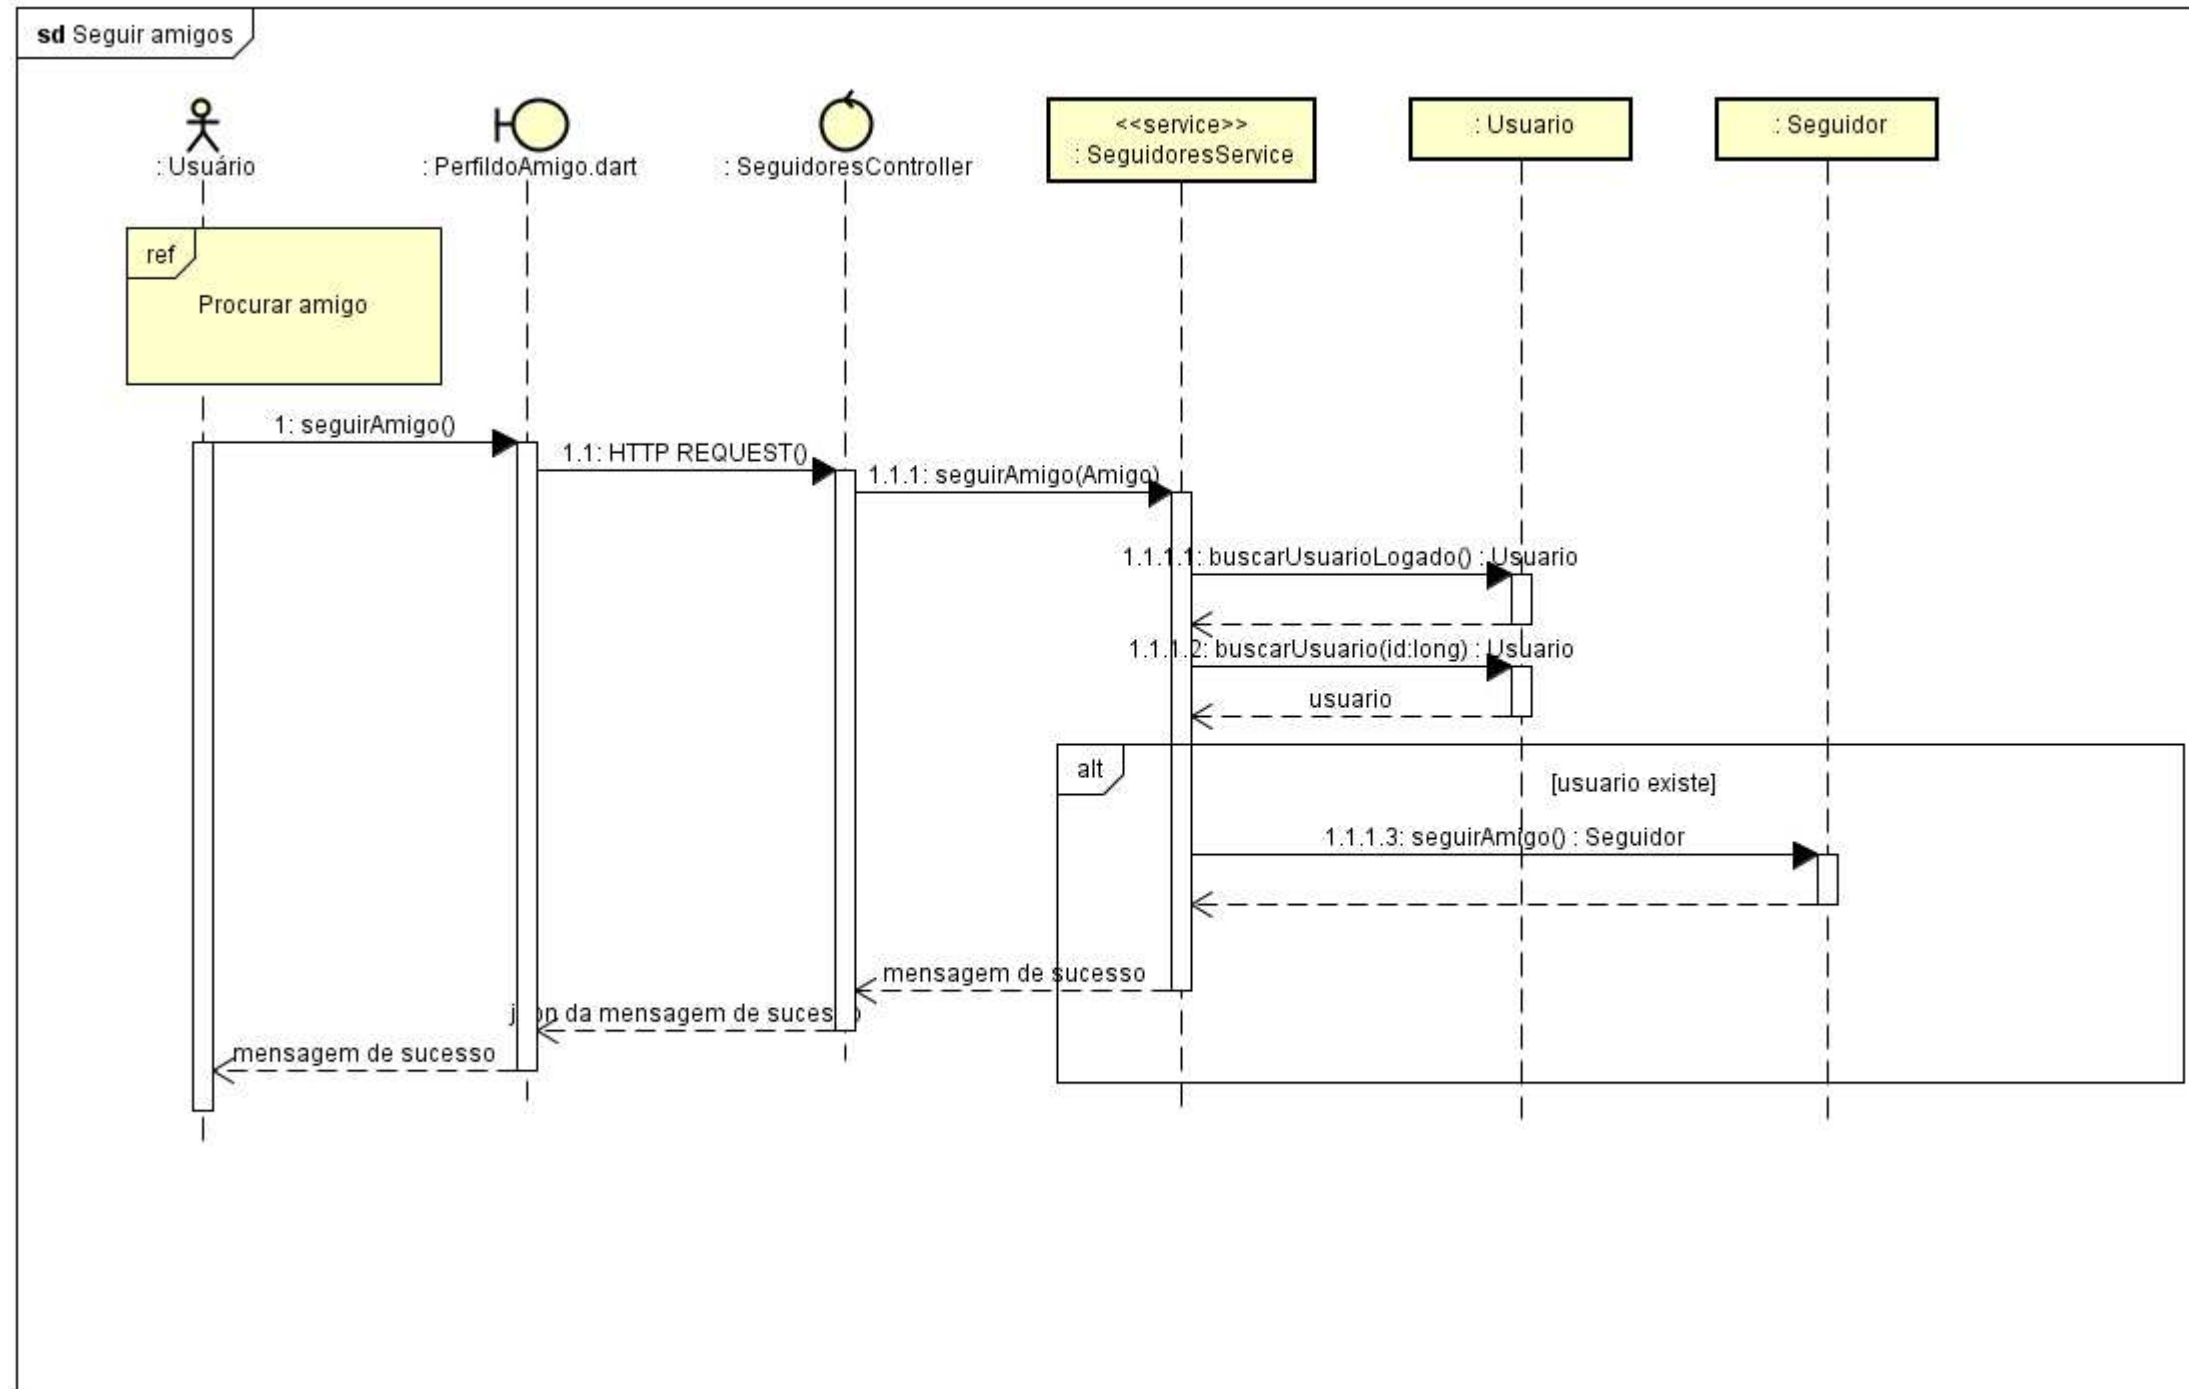 sd Seguir amigos
: Usuário
: PerfildoAmigo.dart
: SeguidoresController
<<service>>
: SeguidoresService
: Usuario
: Seguidor
ref
Procurar amigo
1: seguirAmigo()
1.1: HTTP REQUEST()
1.1.1: seguirAmigo(Amigo)
1.1.1.1: buscarUsuarioLogado() : Usuario
1.1.1.2: buscarUsuario(id:long) : Usuario
usuario
alt
[usuario existe]
1.1.1.3: seguirAmigo() : Seguidor
mensagem de sucesso
json da mensagem de sucesso
mensagem de sucesso